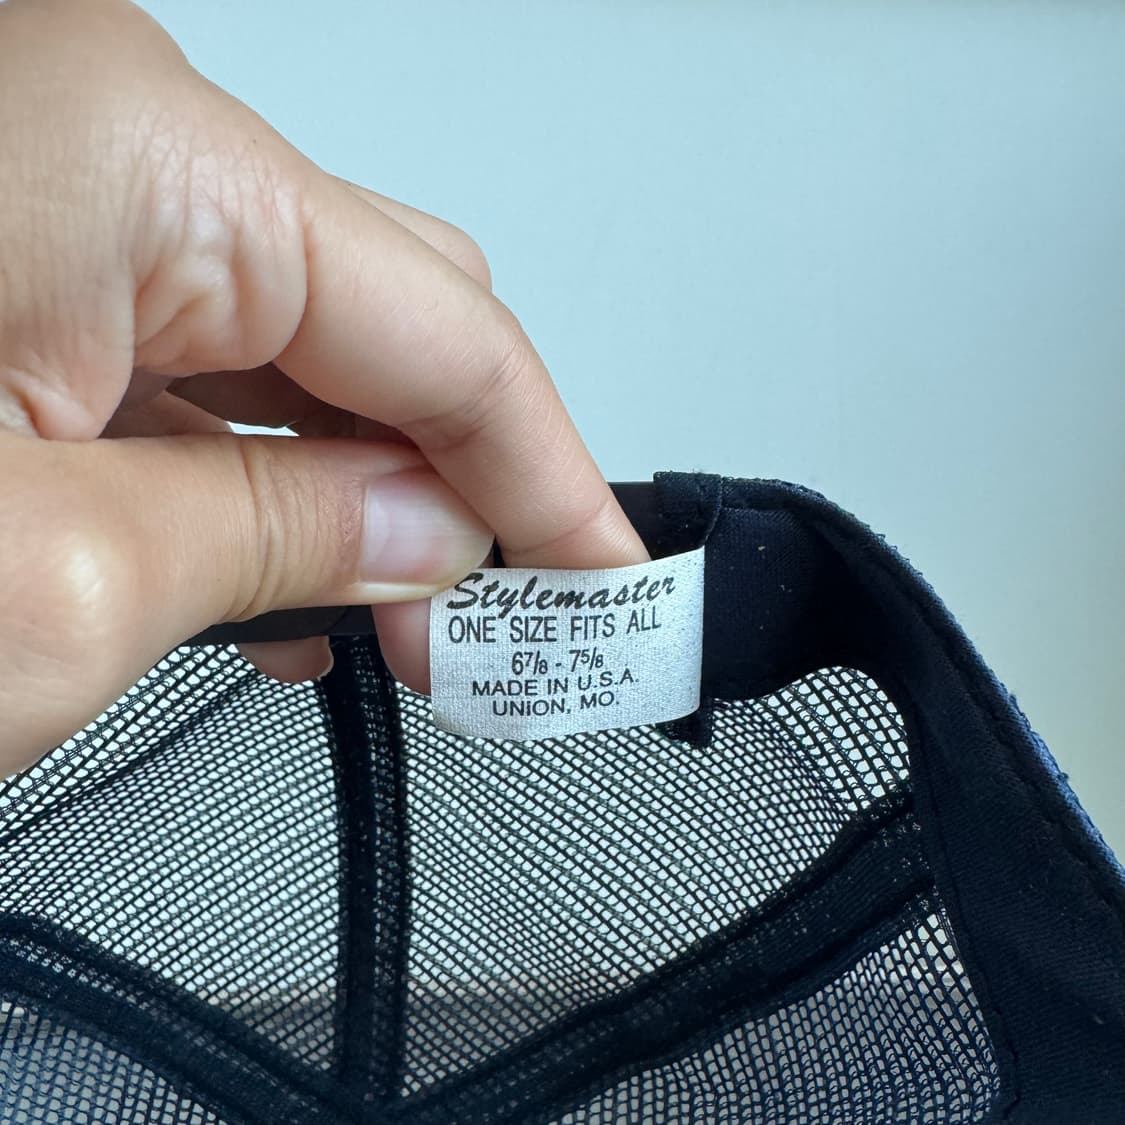 Stylemaster
ONE SIZE FITS ALL
6⅞ - 7⅝
MADE IN U.S.A.
UNION, MO.